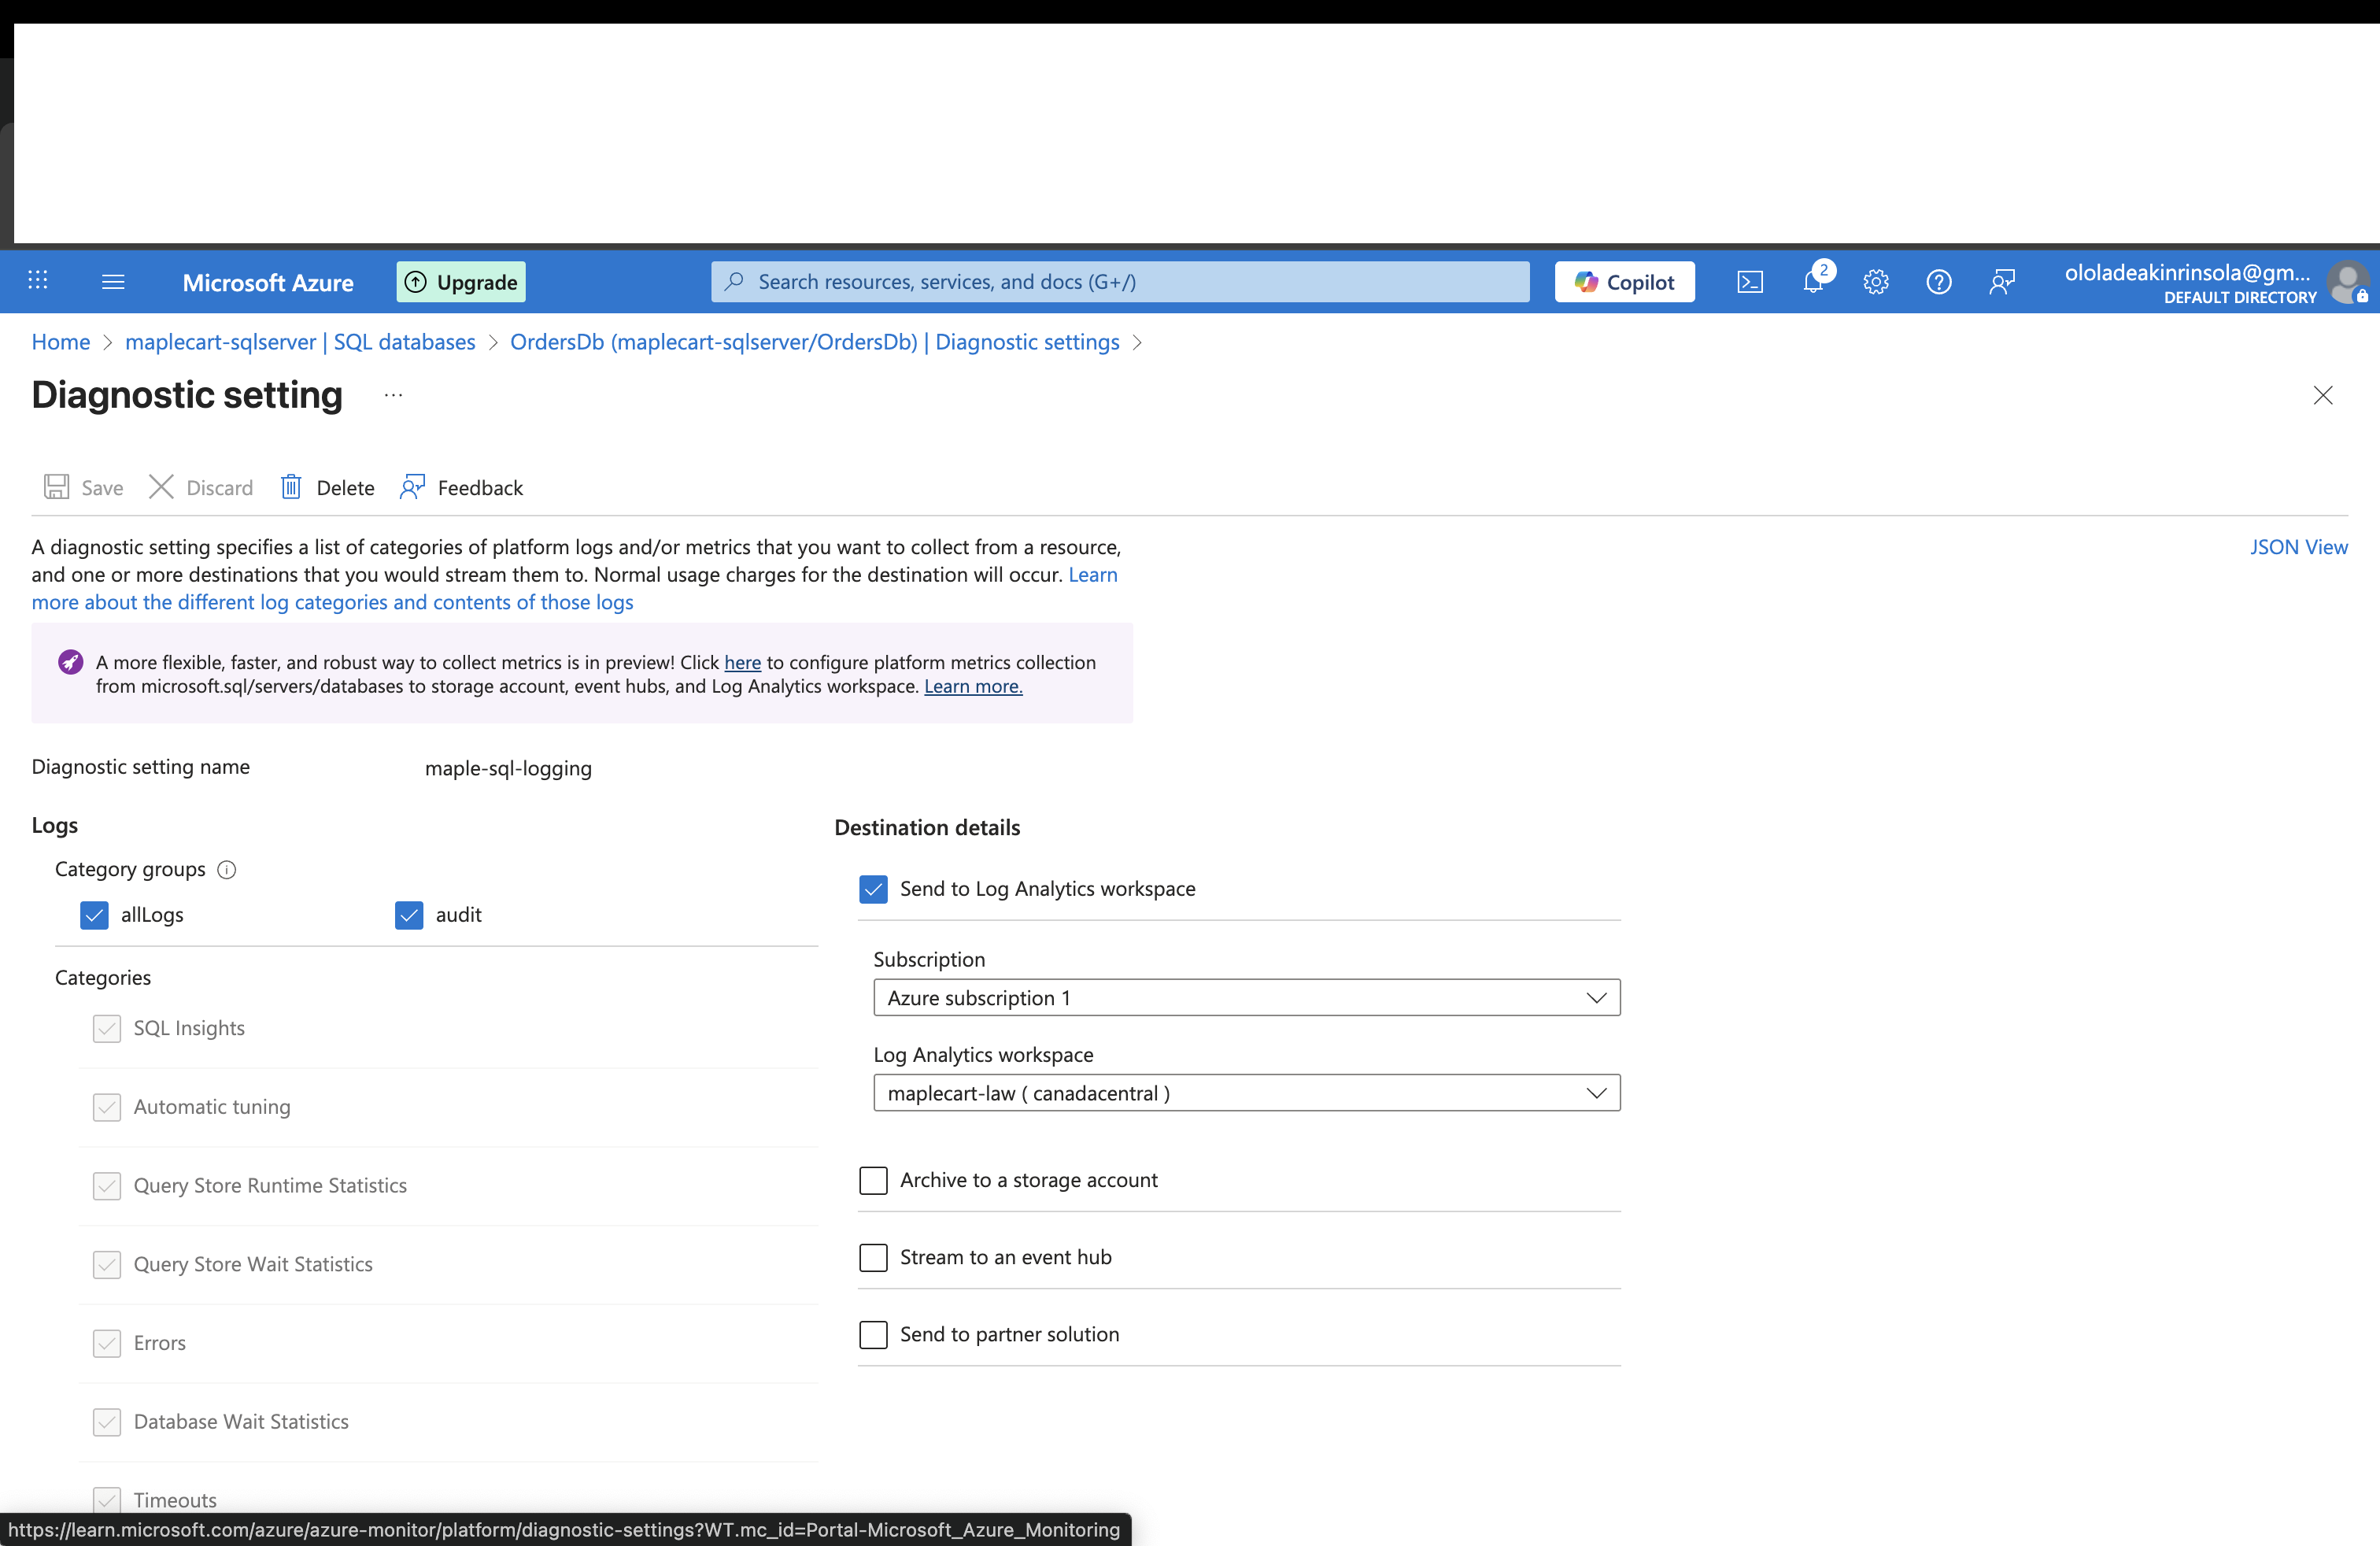 Microsoft Azure
Upgrade
Search resources, services, and docs (G+/)
Copilot
2
ololadeakinrinsola@gm...
DEFAULT DIRECTORY
Home > maplecart-sqlserver | SQL databases > OrdersDb (maplecart-sqlserver/OrdersDb) | Diagnostic settings >
Diagnostic setting ...
Save Discard Delete Feedback
A diagnostic setting specifies a list of categories of platform logs and/or metrics that you want to collect from a resource,
and one or more destinations that you would stream them to. Normal usage charges for the destination will occur. Learn
more about the different log categories and contents of those logs
JSON View
A more flexible, faster, and robust way to collect metrics is in preview! Click here to configure platform metrics collection
from microsoft.sql/servers/databases to storage account, event hubs, and Log Analytics workspace. Learn more.
Diagnostic setting name maple-sql-logging
Logs
Category groups
allLogs audit
Categories
SQL Insights
Automatic tuning
Query Store Runtime Statistics
Query Store Wait Statistics
Errors
Database Wait Statistics
Timeouts
Destination details
Send to Log Analytics workspace
Subscription
Azure subscription 1
Log Analytics workspace
maplecart-law ( canadacentral )
Archive to a storage account
Stream to an event hub
Send to partner solution
https://learn.microsoft.com/azure/azure-monitor/platform/diagnostic-settings?WT.mc_id=Portal-Microsoft_Azure_Monitoring